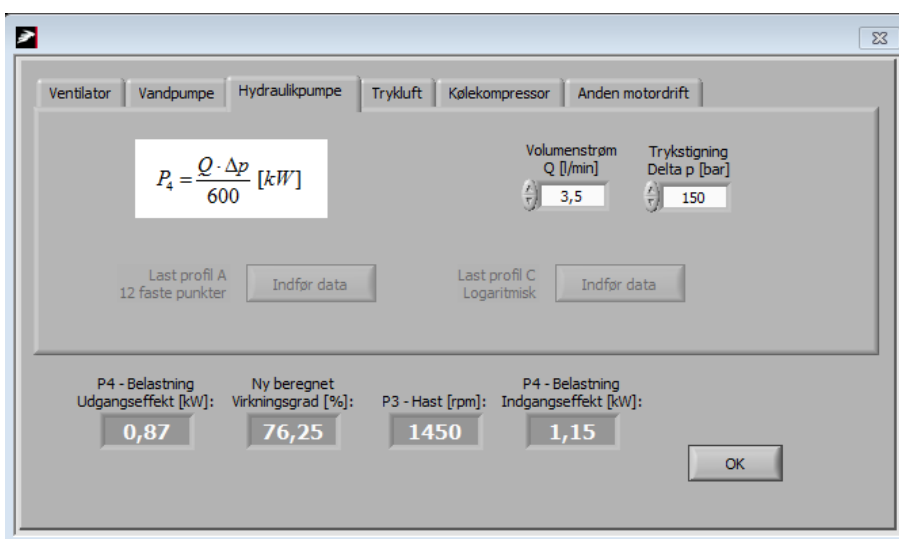 Ventilator Vandpumpe Hydraulikpumpe Trykluft Kølekompressor Anden motordrift
P₄ = Q · Δp / 600 [kW]
Volumenstrøm
Q [l/min]
3,5
Trykstigning
Delta p [bar]
150
Last profil A
12 faste punkter
Indfør data
Last profil C
Logaritmisk
Indfør data
P4 - Belastning
Udgangseffekt [kW]:
0,87
Ny beregnet
Virkningsgrad [%]:
76,25
P3 - Hast [rpm]:
1450
P4 - Belastning
Indgangseffekt [kW]:
1,15
OK